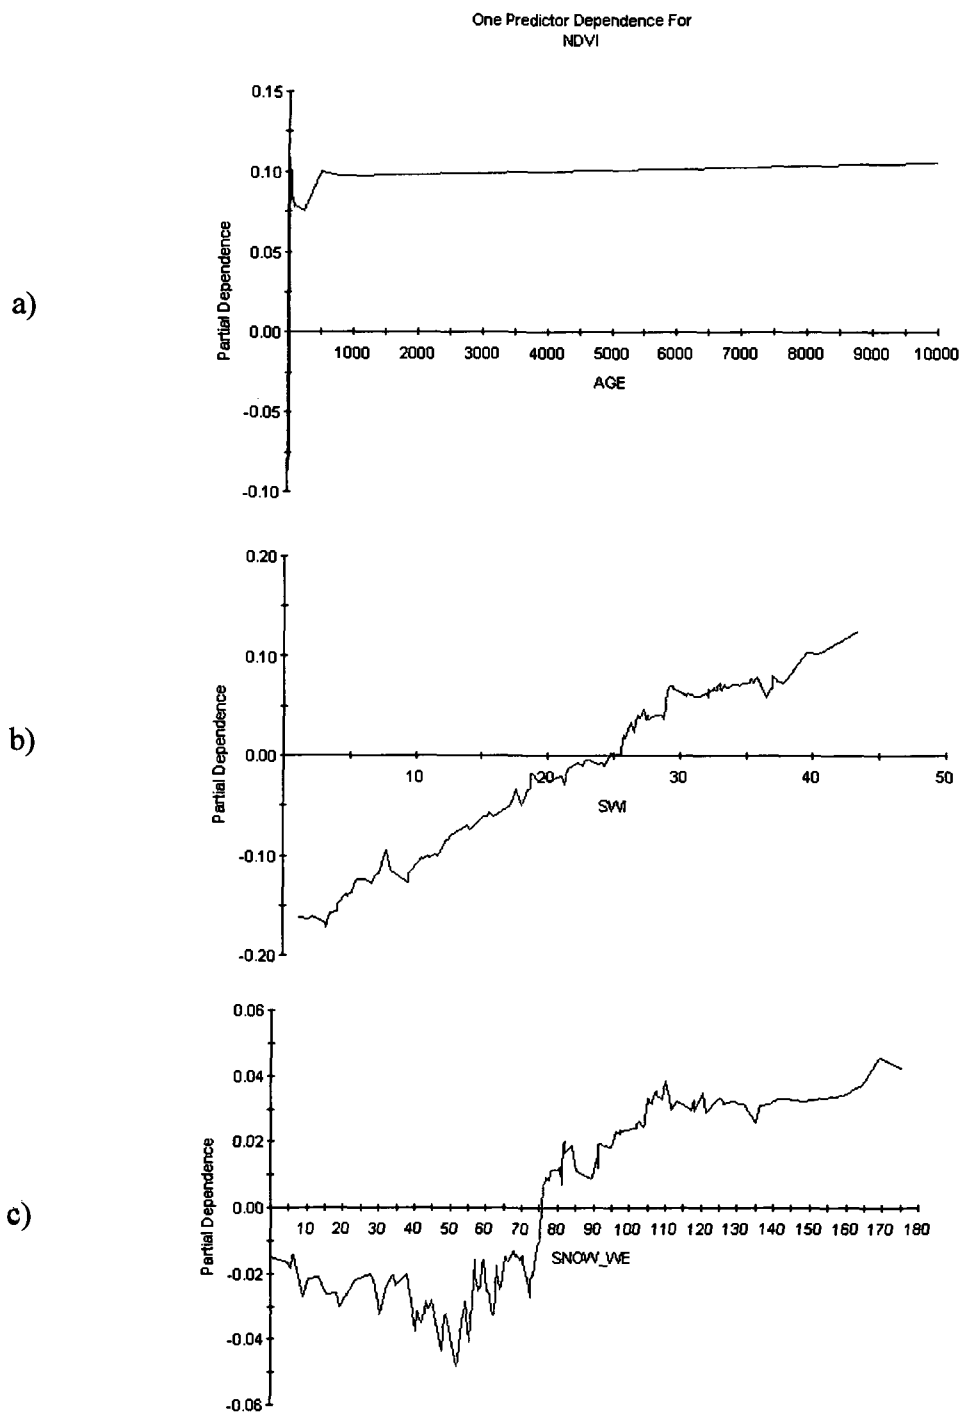 One Predictor Dependence For
NDVI
a)
Partial Dependence
0.15
0.10
0.05
0.00
-0.05
-0.10
1000 2000 3000 4000 5000 6000 7000 8000 9000 10000
AGE
b)
Partial Dependence
0.20
0.10
0.00
-0.10
-0.20
10 20 30 40 50
SWI
c)
Partial Dependence
0.06
0.04
0.02
0.00
-0.02
-0.04
-0.06
10 20 30 40 50 60 70 80 90 100 110 120 130 140 150 160 170 180
SNOW_WE